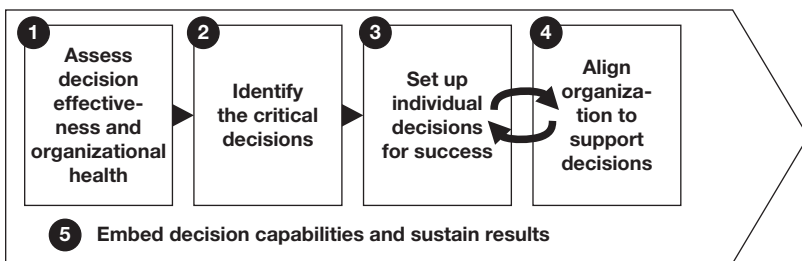 1
Assess
decision
effective-
ness and
organizational
health
2
Identify
the critical
decisions
3
Set up
individual
decisions
for success
4
Align
organiza-
tion to
support
decisions
5 Embed decision capabilities and sustain results